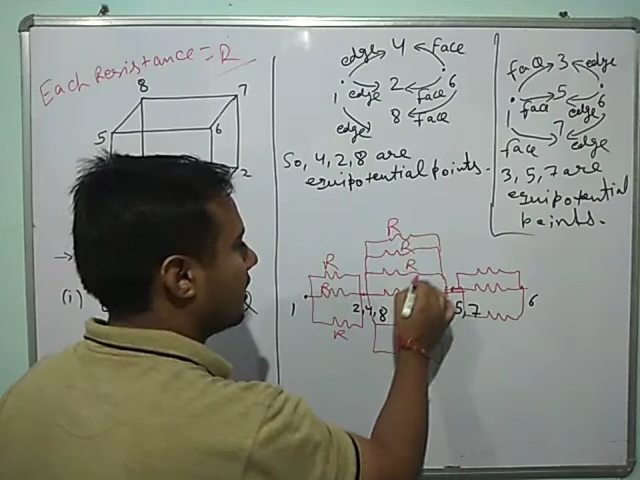 Each Resistance = R
8
7
5
6
2
(i)
edge 4 face
1 edge 2 face 6
edge 8 face
So, 4, 2, 8 are
equipotential points.
face 3 edge
1 face 5 edge 6
face 7 edge
3, 5, 7 are
equipotential
points.
R
R
R
R
R
R
1
2,4,8
5,7
6